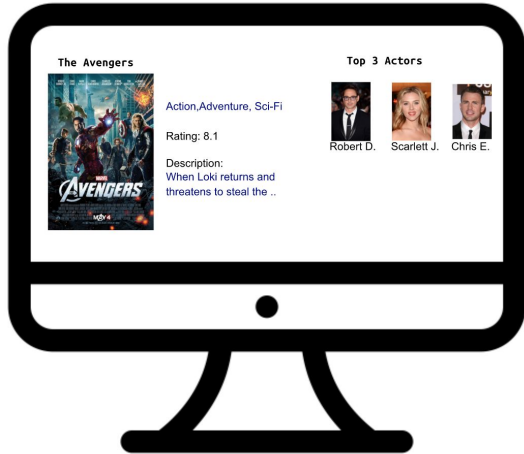 The Avengers
MARVEL
AVENGERS
MAY 4
Action,Adventure, Sci-Fi
Rating: 8.1
Description:
When Loki returns and
threatens to steal the ..
Top 3 Actors
Robert D.
Scarlett J.
Chris E.